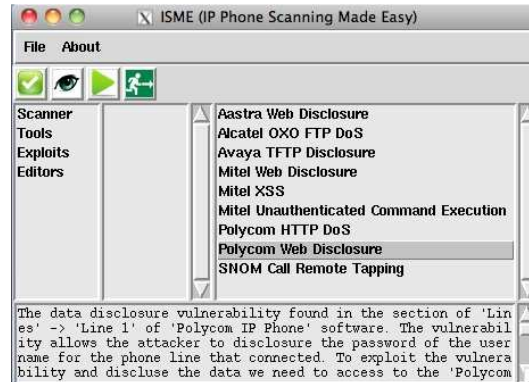 ISME (IP Phone Scanning Made Easy)
File About
Scanner
Tools
Exploits
Editors
Aastra Web Disclosure
Alcatel OXO FTP DoS
Avaya TFTP Disclosure
Mitel Web Disclosure
Mitel XSS
Mitel Unauthenticated Command Execution
Polycom HTTP DoS
Polycom Web Disclosure
SNOM Call Remote Tapping
The data disclosure vulnerability found in the section of 'Lin
es' -> 'Line 1' of 'Polycom IP Phone' software. The vulnerabil
ity allows the attacker to disclosure the password of the user
name for the phone line that connected. To exploit the vulnera
bility and discluse the data we need to access to the 'Polycom